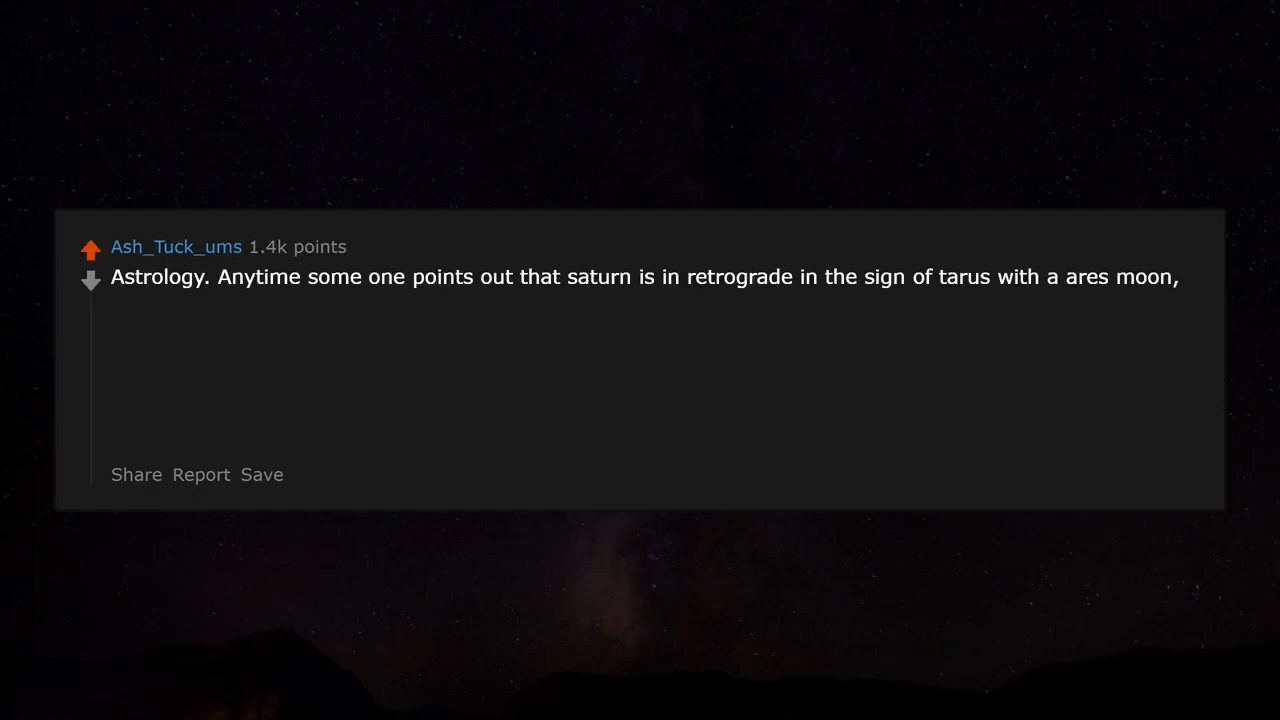 Ash_Tuck_ums 1.4k points
Astrology. Anytime some one points out that saturn is in retrograde in the sign of tarus with a ares moon,
Share Report Save